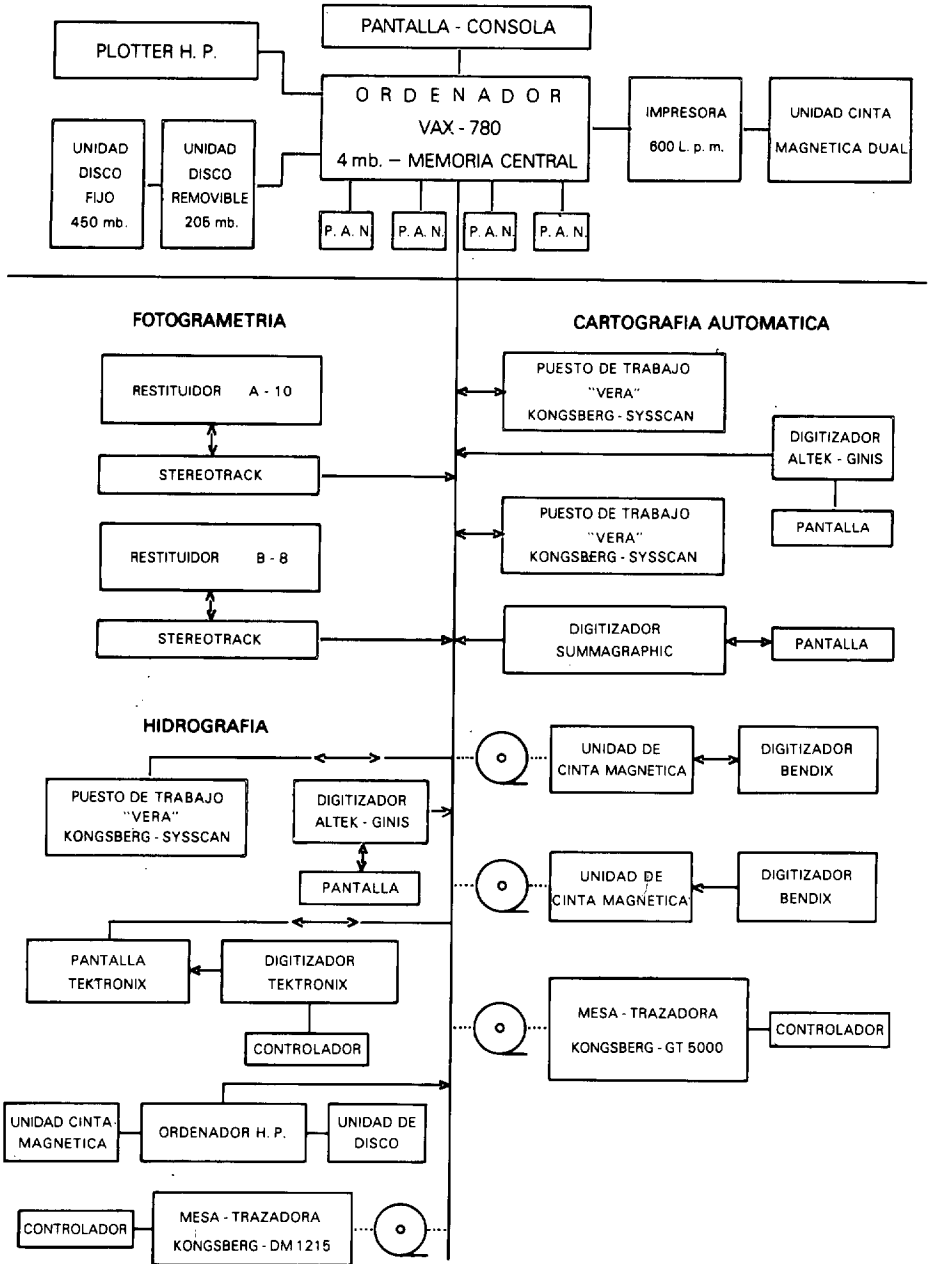 PANTALLA - CONSOLA
PLOTTER H. P.
ORDENADOR
VAX - 780
4 mb. – MEMORIA CENTRAL
IMPRESORA
600 L. p. m.
UNIDAD CINTA
MAGNETICA DUAL
UNIDAD
DISCO
FIJO
450 mb.
UNIDAD
DISCO
REMOVIBLE
205 mb.
P. A. N.
P. A. N.
P. A. N.
P. A. N.
FOTOGRAMETRIA
RESTITUIDOR A - 10
STEREOTRACK
RESTITUIDOR B - 8
STEREOTRACK
CARTOGRAFIA AUTOMATICA
PUESTO DE TRABAJO
"VERA"
KONGSBERG - SYSSCAN
DIGITIZADOR
ALTEK - GINIS
PANTALLA
PUESTO DE TRABAJO
"VERA"
KONGSBERG - SYSSCAN
DIGITIZADOR
SUMMAGRAPHIC
PANTALLA
UNIDAD DE
CINTA MAGNETICA
DIGITIZADOR
BENDIX
UNIDAD DE
CINTA MAGNETICA
DIGITIZADOR
BENDIX
MESA - TRAZADORA
KONGSBERG - GT 5000
CONTROLADOR
HIDROGRAFIA
PUESTO DE TRABAJO
"VERA"
KONGSBERG - SYSSCAN
DIGITIZADOR
ALTEK - GINIS
PANTALLA
PANTALLA
TEKTRONIX
DIGITIZADOR
TEKTRONIX
CONTROLADOR
UNIDAD CINTA
MAGNETICA
ORDENADOR H. P.
UNIDAD DE
DISCO
CONTROLADOR
MESA - TRAZADORA
KONGSBERG - DM 1215